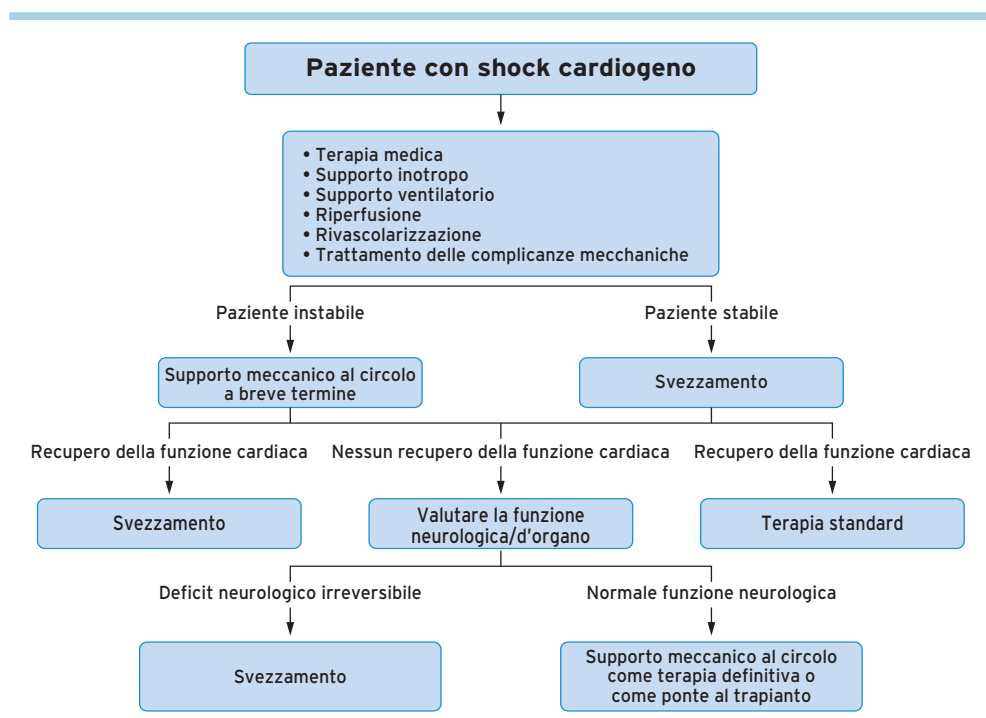 Paziente con shock cardiogeno
• Terapia medica
• Supporto inotropo
• Supporto ventilatorio
• Riperfusione
• Rivascolarizzazione
• Trattamento delle complicanze mecchaniche
Paziente instabile
Paziente stabile
Supporto meccanico al circolo
a breve termine
Svezzamento
Recupero della funzione cardiaca
Nessun recupero della funzione cardiaca
Recupero della funzione cardiaca
Svezzamento
Valutare la funzione
neurologica/d'organo
Terapia standard
Deficit neurologico irreversibile
Normale funzione neurologica
Svezzamento
Supporto meccanico al circolo
come terapia definitiva o
come ponte al trapianto